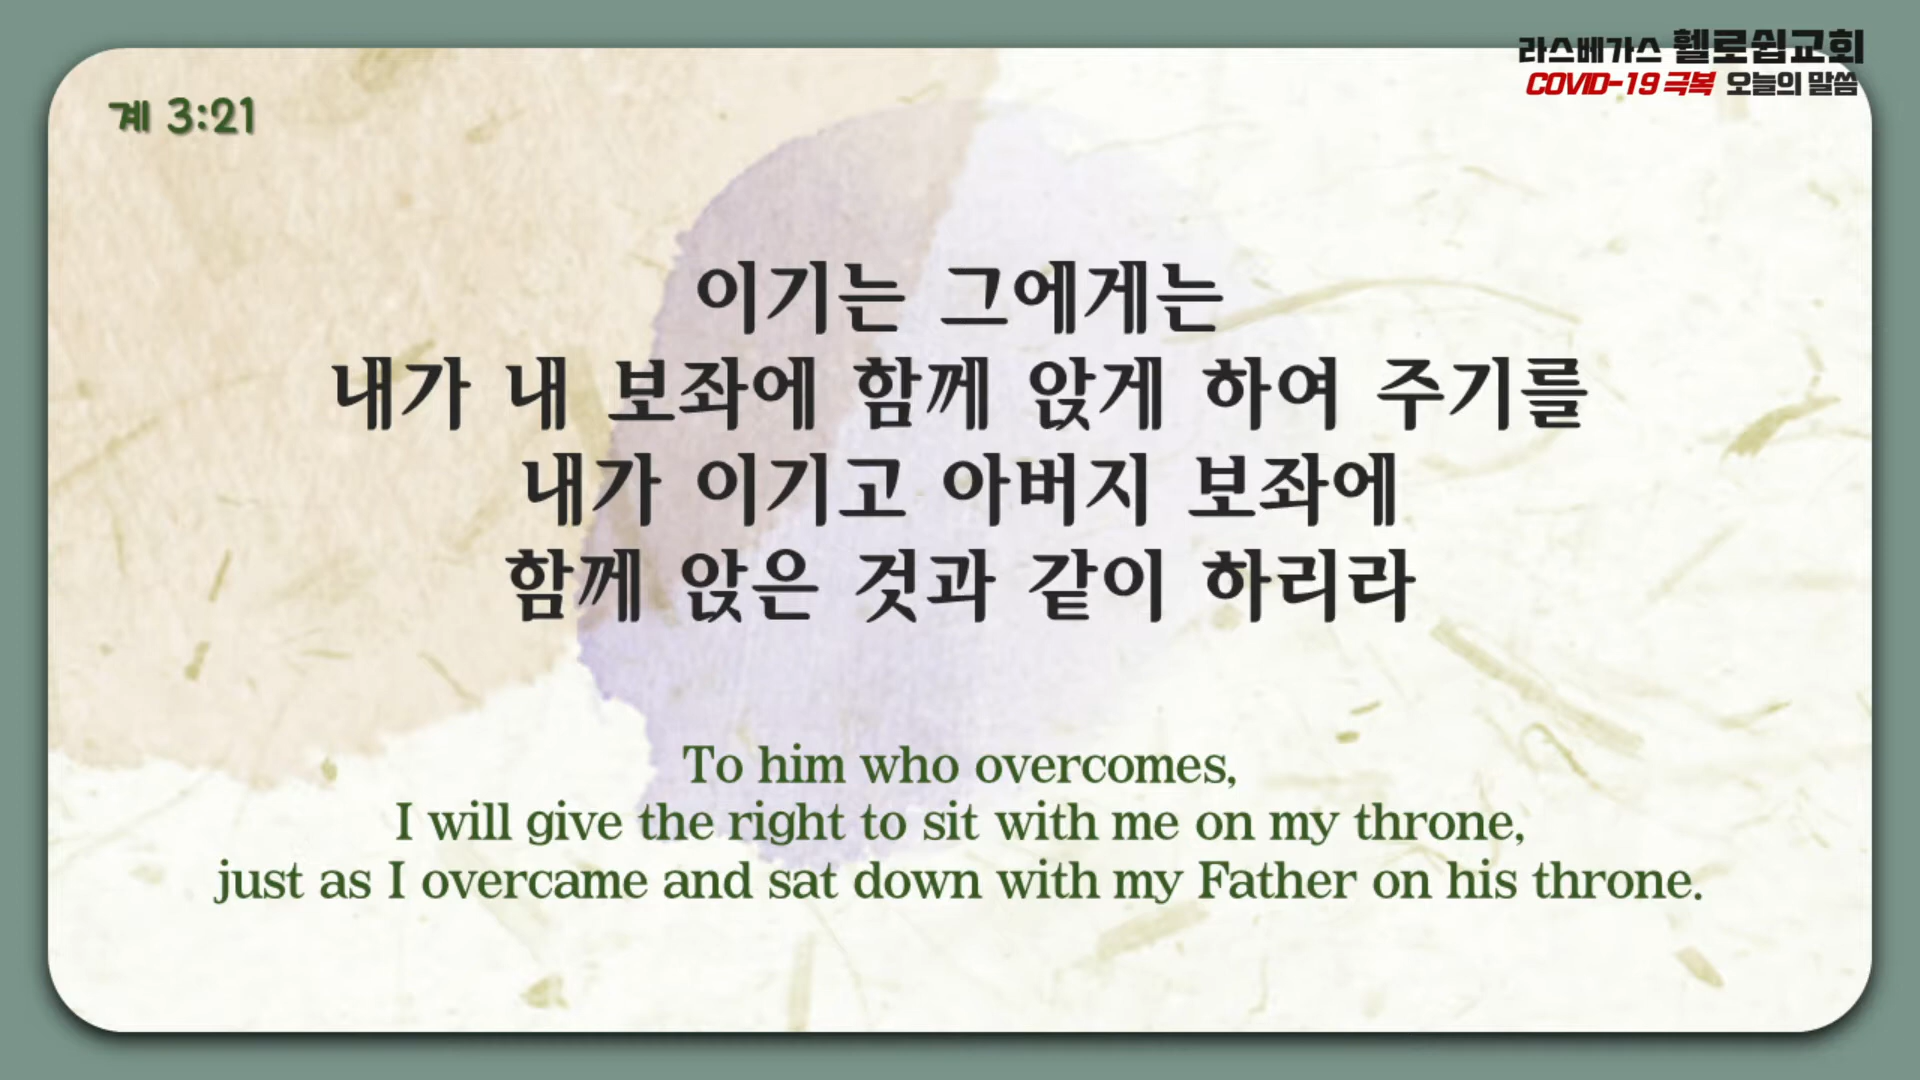 라스베가스 헬로쉽교회
COVID-19 극복 오늘의 말씀
계 3:21
이기는 그에게는
내가 내 보좌에 함께 앉게 하여 주기를
내가 이기고 아버지 보좌에
함께 앉은 것과 같이 하리라
To him who overcomes,
I will give the right to sit with me on my throne,
just as I overcame and sat down with my Father on his throne.